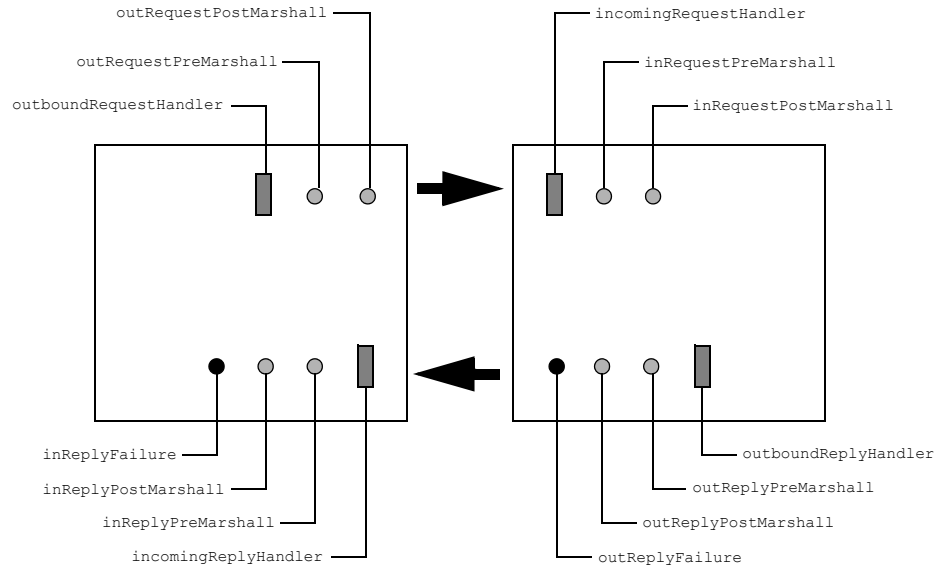 outRequestPostMarshall
incomingRequestHandler
outRequestPreMarshall
inRequestPreMarshall
outboundRequestHandler
inRequestPostMarshall
inReplyFailure
outboundReplyHandler
inReplyPostMarshall
outReplyPreMarshall
inReplyPreMarshall
outReplyPostMarshall
incomingReplyHandler
outReplyFailure